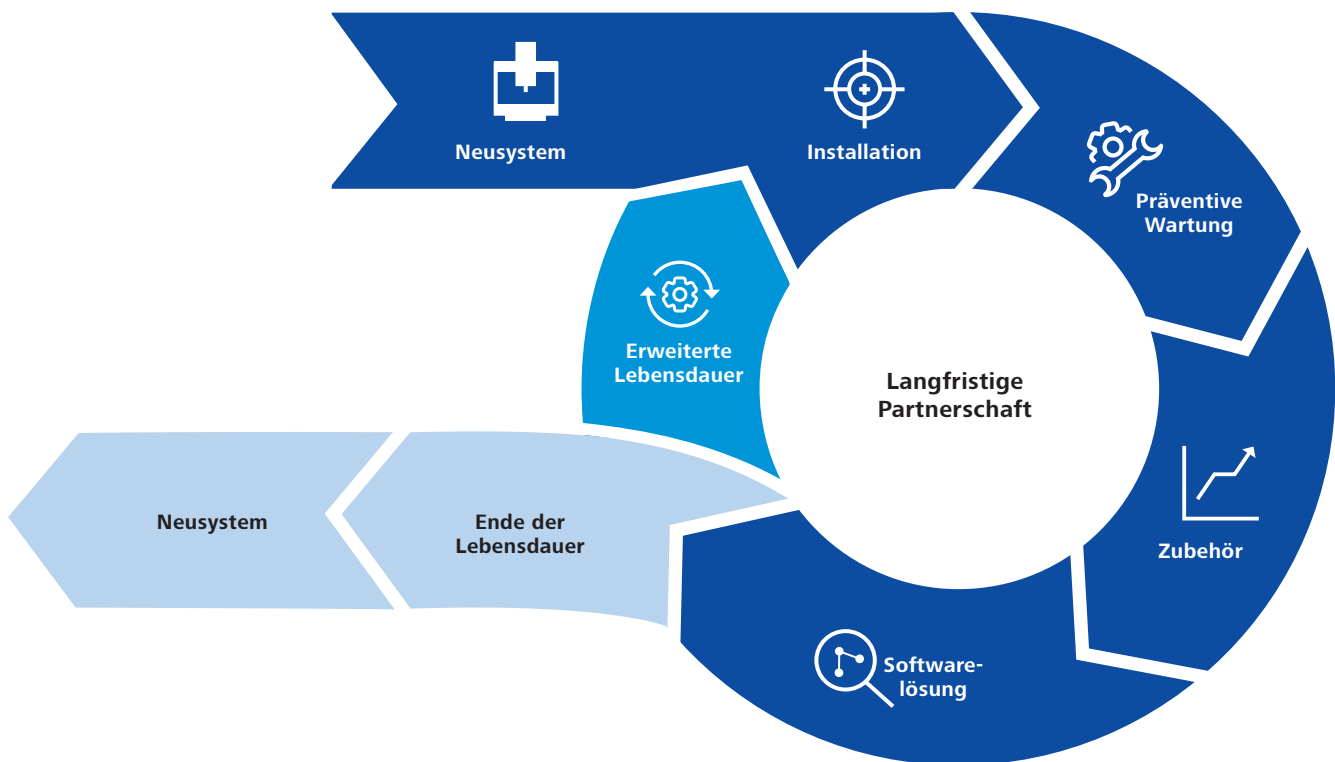 Neusystem
Installation
Präventive
Wartung
Zubehör
Software-
lösung
Erweiterte
Lebensdauer
Langfristige
Partnerschaft
Ende der
Lebensdauer
Neusystem